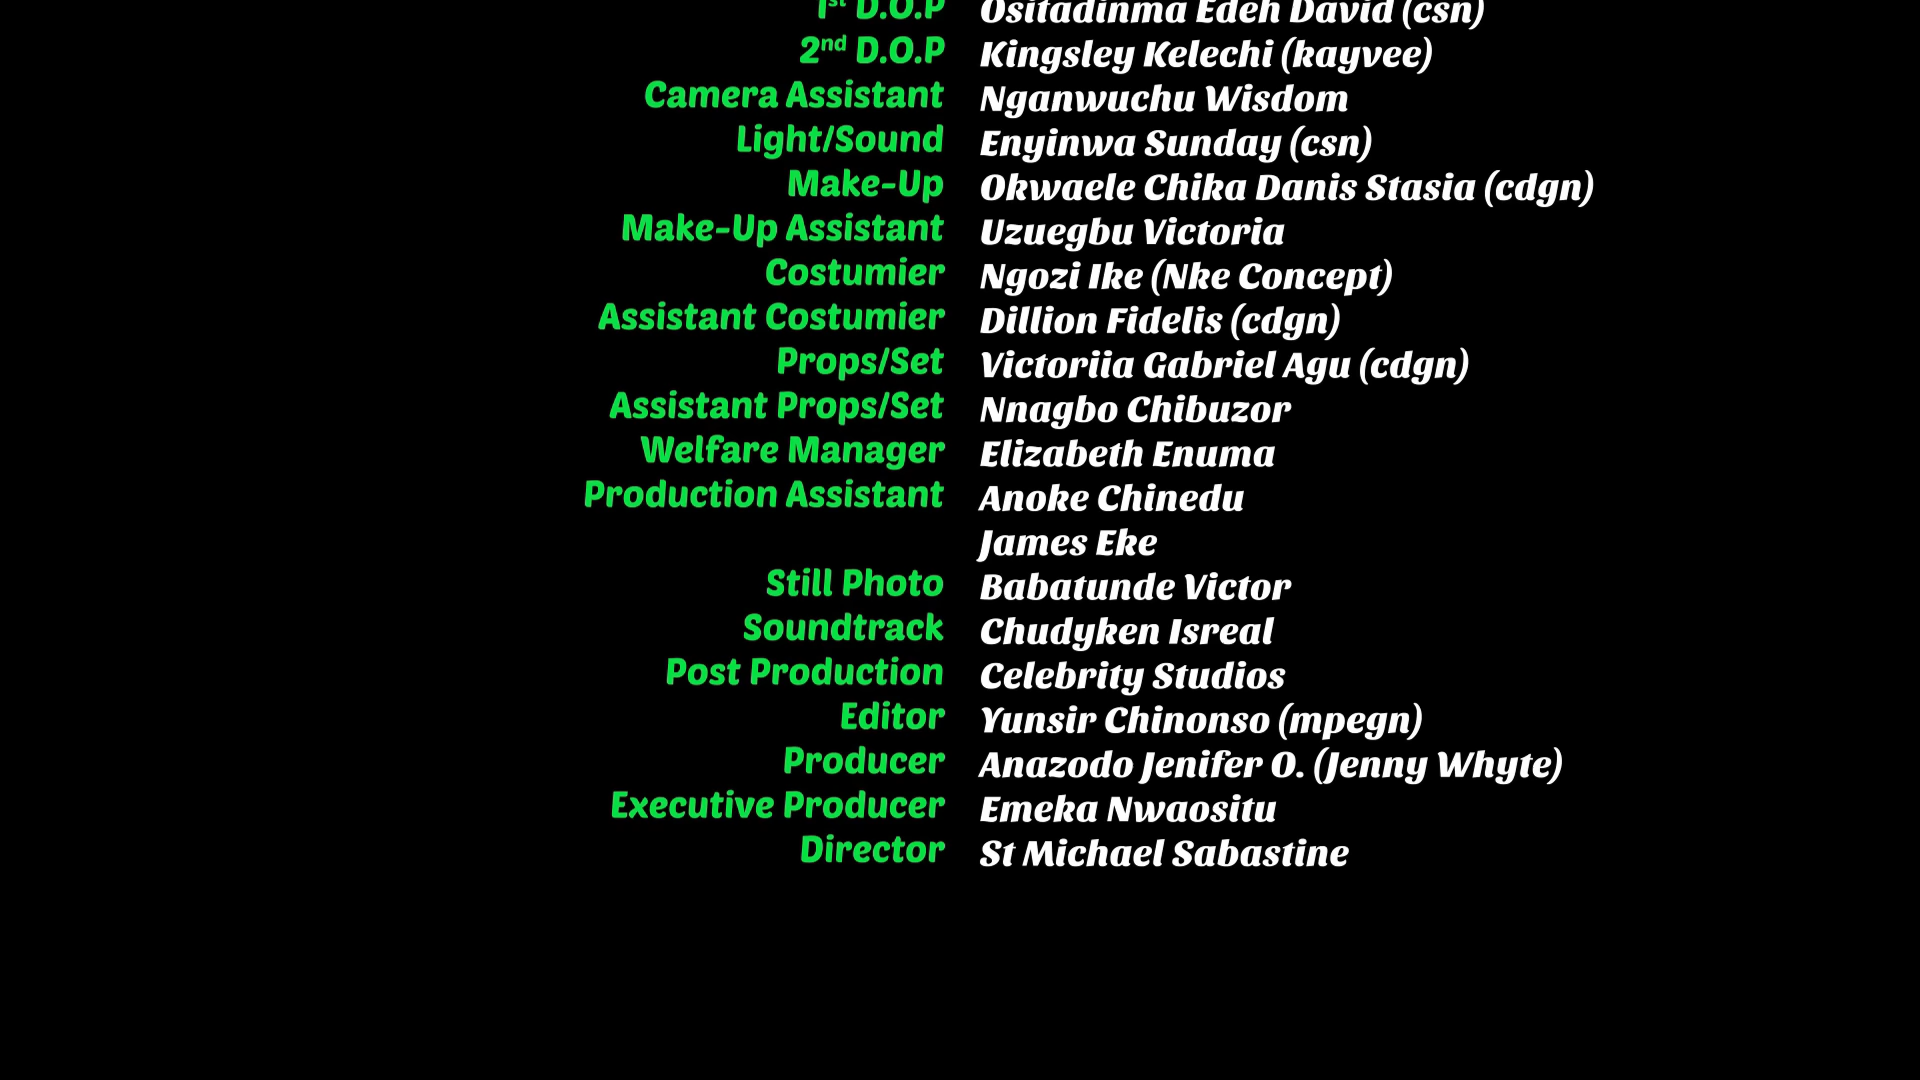 1st D.O.P Ositadinma Edeh David (csn)
2nd D.O.P Kingsley Kelechi (kayvee)
Camera Assistant Nganwuchu Wisdom
Light/Sound Enyinwa Sunday (csn)
Make-Up Okwaele Chika Danis Stasia (cdgn)
Make-Up Assistant Uzuegbu Victoria
Costumier Ngozi Ike (Nke Concept)
Assistant Costumier Dillion Fidelis (cdgn)
Props/Set Victoriia Gabriel Agu (cdgn)
Assistant Props/Set Nnagbo Chibuzor
Welfare Manager Elizabeth Enuma
Production Assistant Anoke Chinedu
James Eke
Still Photo Babatunde Victor
Soundtrack Chudyken Isreal
Post Production Celebrity Studios
Editor Yunsir Chinonso (mpegn)
Producer Anazodo Jenifer O. (Jenny Whyte)
Executive Producer Emeka Nwaositu
Director St Michael Sabastine